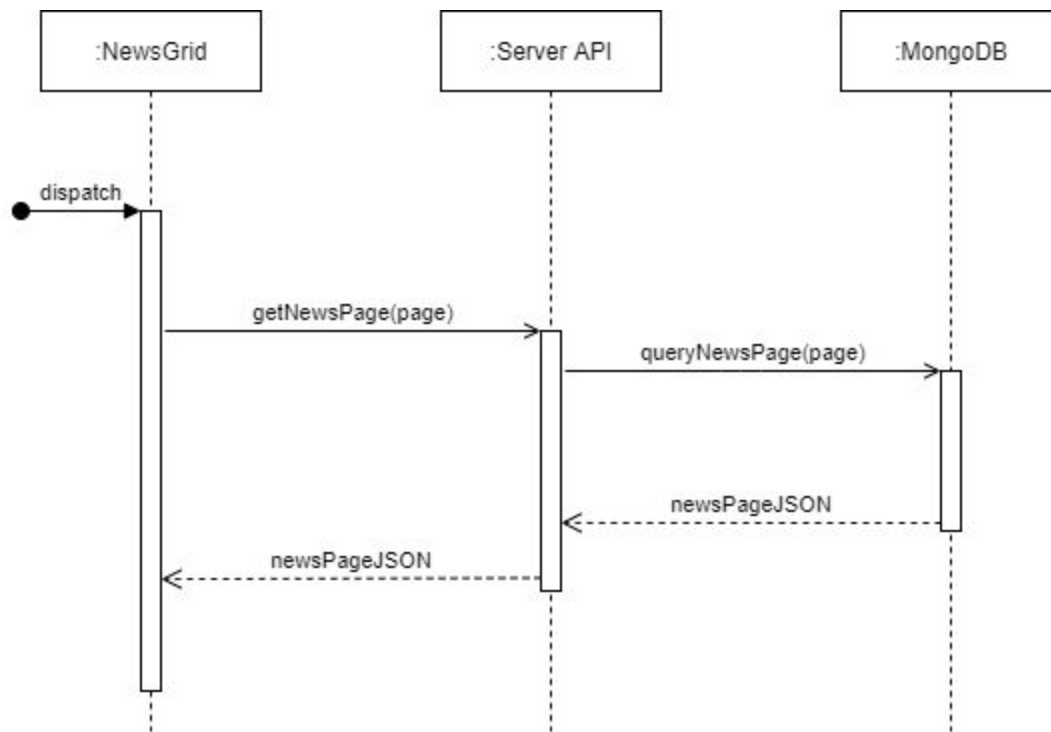 :NewsGrid
:Server API
:MongoDB
dispatch
getNewsPage(page)
queryNewsPage(page)
newsPageJSON
newsPageJSON